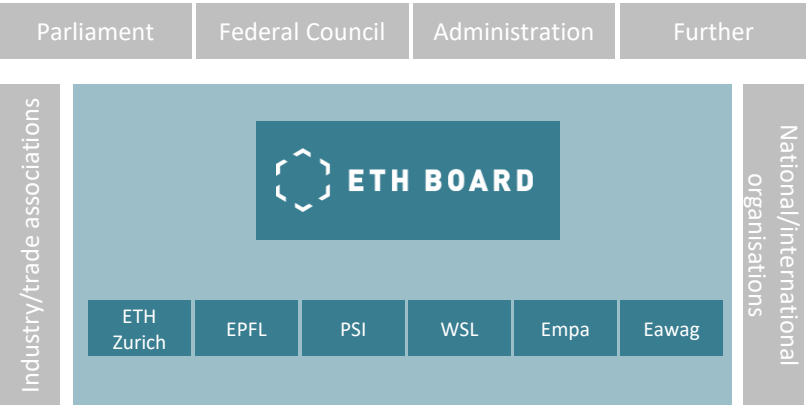 Parliament
Federal Council
Administration
Further
Industry/trade associations
ETH BOARD
National/international
organisations
ETH
Zurich
EPFL
PSI
WSL
Empa
Eawag